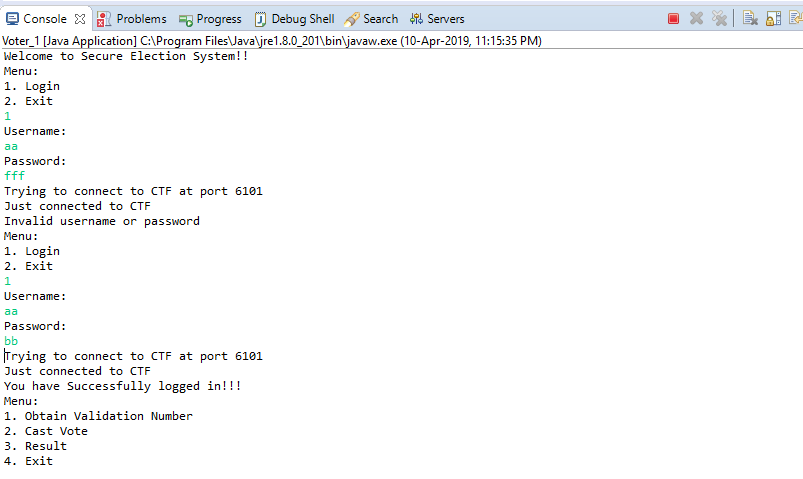 Console Problems Progress Debug Shell Search Servers
Voter_1 [Java Application] C:\Program Files\Java\jre1.8.0_201\bin\javaw.exe (10-Apr-2019, 11:15:35 PM)
Welcome to Secure Election System!!
Menu:
1. Login
2. Exit
1
Username:
aa
Password:
fff
Trying to connect to CTF at port 6101
Just connected to CTF
Invalid username or password
Menu:
1. Login
2. Exit
1
Username:
aa
Password:
bb
Trying to connect to CTF at port 6101
Just connected to CTF
You have Successfully logged in!!!
Menu:
1. Obtain Validation Number
2. Cast Vote
3. Result
4. Exit